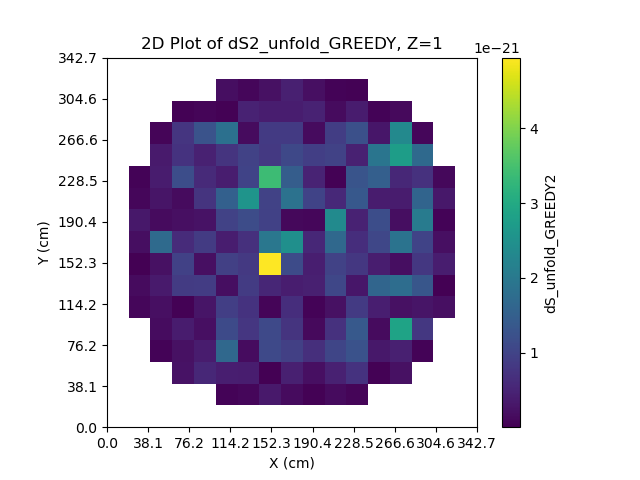 2D Plot of dS2_unfold_GREEDY, Z=1
1e−21
342.7
304.6
266.6
228.5
190.4
152.3
114.2
76.2
38.1
0.0
Y (cm)
0.0 38.1 76.2 114.2 152.3 190.4 228.5 266.6 304.6 342.7
X (cm)
4
3
2
1
dS_unfold_GREEDY2